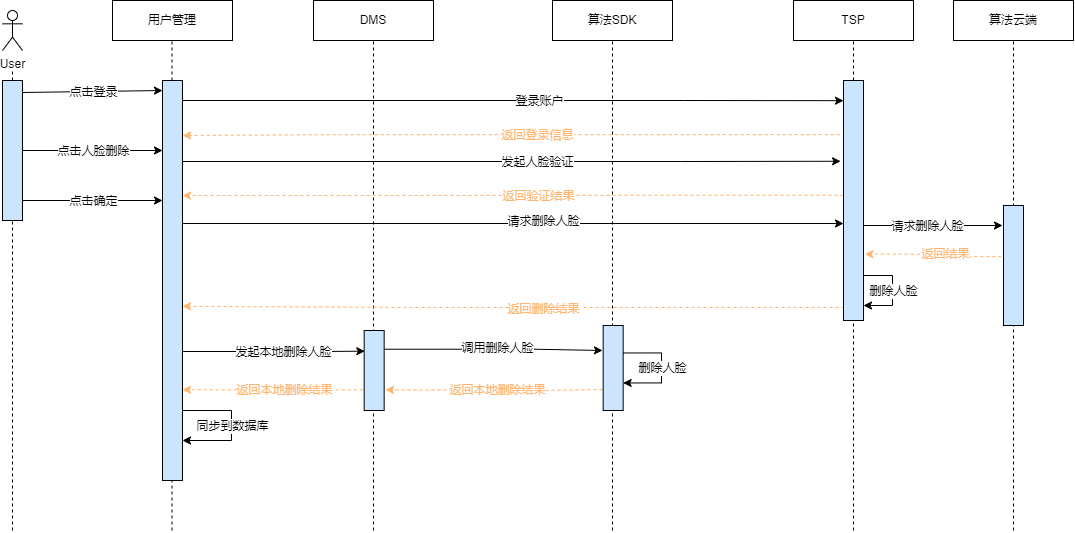 用户管理
DMS
算法SDK
TSP
算法云端
User
点击登录
登录账户
返回登录信息
点击人脸删除
发起人脸验证
返回验证结果
点击确定
请求删除人脸
请求删除人脸
返回结果
删除人脸
返回删除结果
发起本地删除人脸
调用删除人脸
删除人脸
返回本地删除结果
返回本地删除结果
同步到数据库